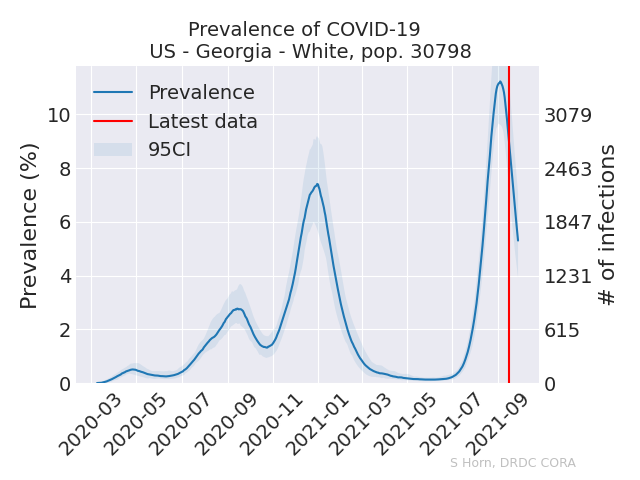 Prevalence of COVID-19
US - Georgia - White, pop. 30798
Prevalence
Latest data
95CI
Prevalence (%)
10
8
6
4
2
0
3079
2463
1847
1231
615
0
# of infections
2020-03
2020-05
2020-07
2020-09
2020-11
2021-01
2021-03
2021-05
2021-07
2021-09
S Horn, DRDC CORA